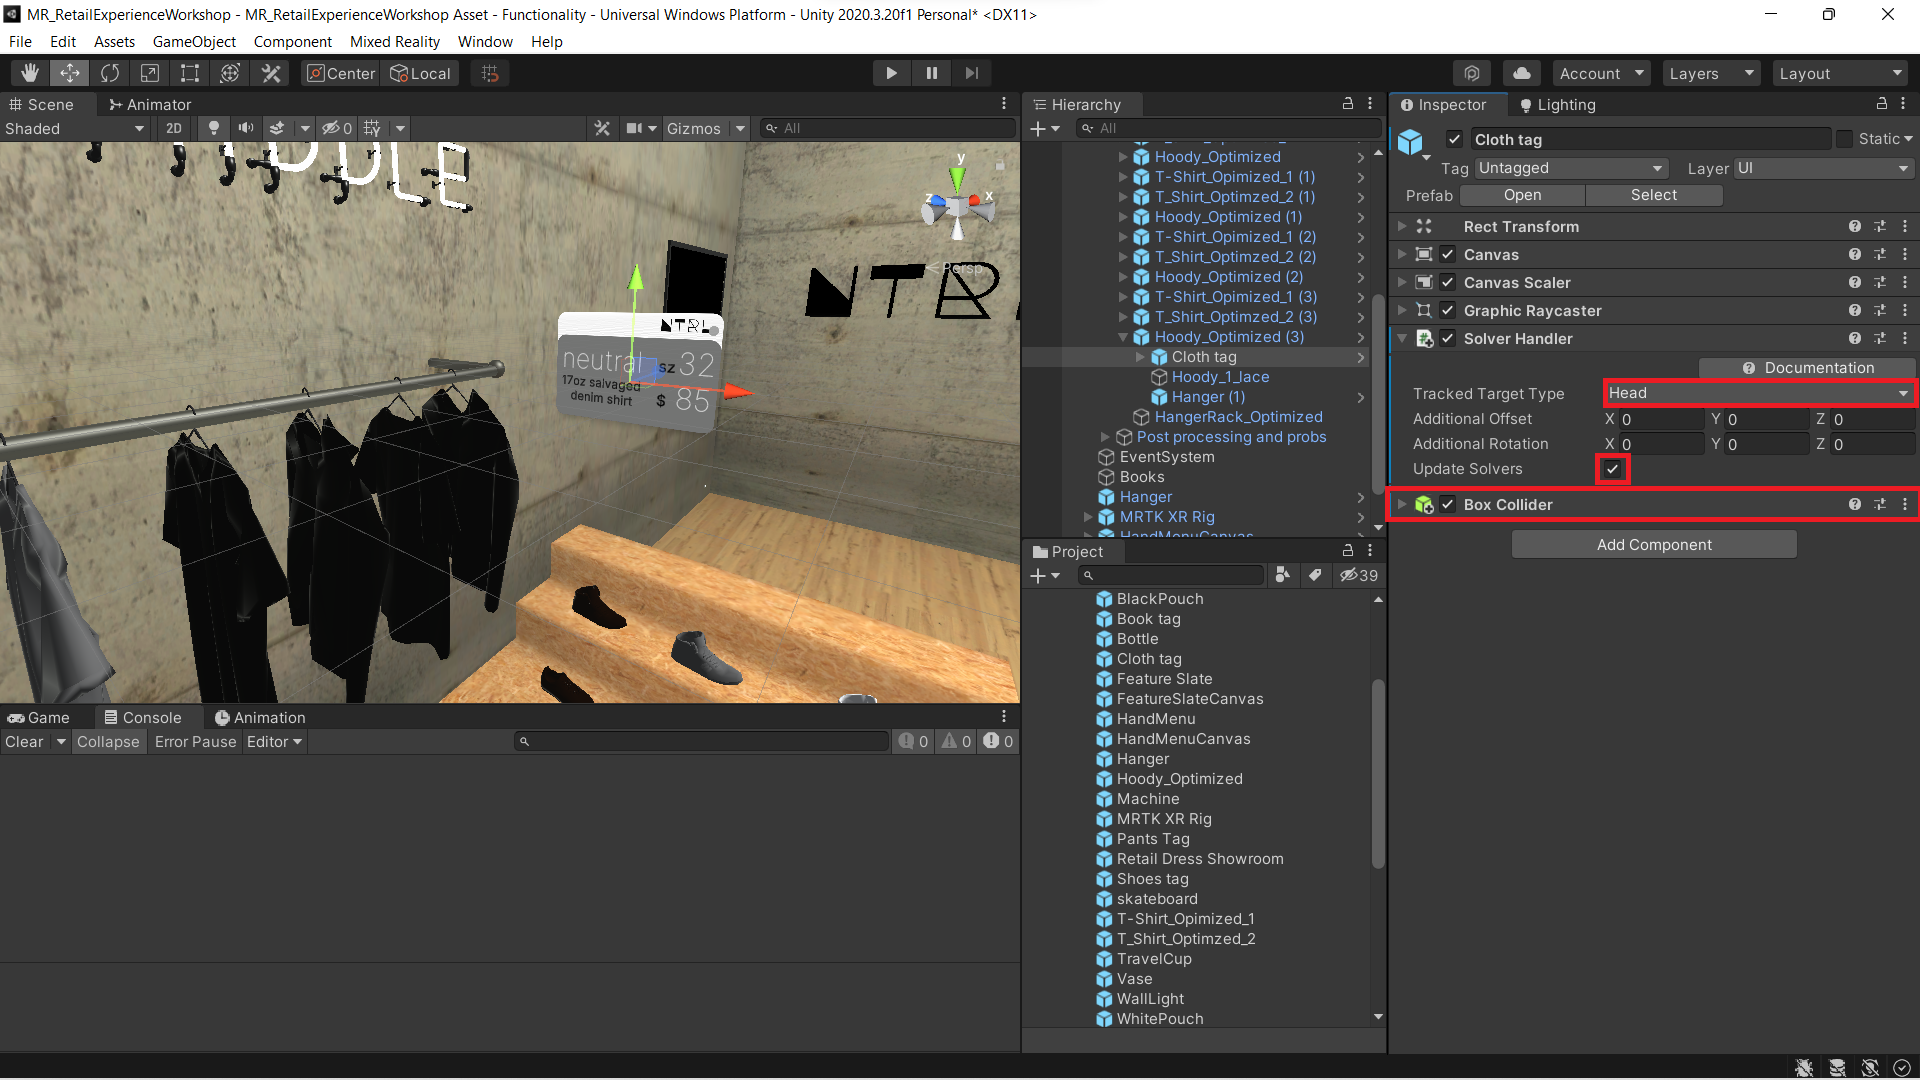 MR_RetailExperienceWorkshop - MR_RetailExperienceWorkshop Asset - Functionality - Universal Windows Platform - Unity 2020.3.20f1 Personal* <DX11>
File Edit Assets GameObject Component Mixed Reality Window Help
Center Local
Account Layers Layout
Scene Animator
Shaded 2D 0 Gizmos All
y
x
z
Persp
NTRL
neutral sz 32
17oz salvaged
denim shirt $ 85
Game Console Animation
Clear Collapse Error Pause Editor 0 0 0
Hierarchy
All
Hoody_Optimized
T-Shirt_Opimized_1 (1)
T_Shirt_Optimzed_2 (1)
Hoody_Optimized (1)
T-Shirt_Opimized_1 (2)
T_Shirt_Optimzed_2 (2)
Hoody_Optimized (2)
T-Shirt_Opimized_1 (3)
T_Shirt_Optimzed_2 (3)
Hoody_Optimized (3)
Cloth tag
Hoody_1_lace
Hanger (1)
HangerRack_Optimized
Post processing and probs
EventSystem
Books
Hanger
MRTK XR Rig
HandMenuCanvas
Project
39
BlackPouch
Book tag
Bottle
Cloth tag
Feature Slate
FeatureSlateCanvas
HandMenu
HandMenuCanvas
Hanger
Hoody_Optimized
Machine
MRTK XR Rig
Pants Tag
Retail Dress Showroom
Shoes tag
skateboard
T-Shirt_Opimized_1
T_Shirt_Optimzed_2
TravelCup
Vase
WallLight
WhitePouch
Inspector Lighting
Cloth tag Static
Tag Untagged Layer UI
Prefab Open Select
Rect Transform
Canvas
Canvas Scaler
Graphic Raycaster
Solver Handler
Documentation
Tracked Target Type Head
Additional Offset X 0 Y 0 Z 0
Additional Rotation X 0 Y 0 Z 0
Update Solvers
Box Collider
Add Component